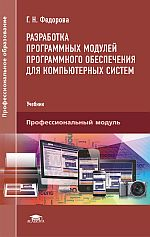 Профессиональное образование
Г. Н. Федорова
РАЗРАБОТКА
ПРОГРАММНЫХ МОДУЛЕЙ
ПРОГРАММНОГО ОБЕСПЕЧЕНИЯ
ДЛЯ КОМПЬЮТЕРНЫХ СИСТЕМ
Учебник
Профессиональный модуль